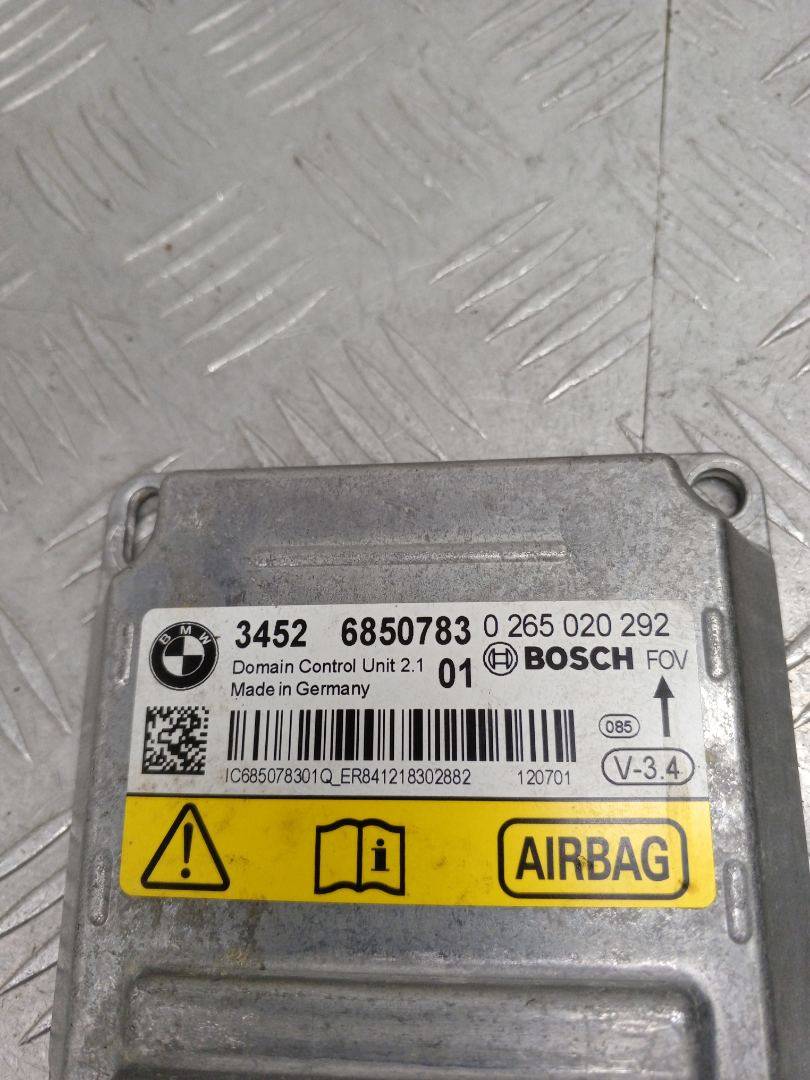 BMW
3452 6850783 0 265 020 292
Domain Control Unit 2.1 01 BOSCH FOV
Made in Germany
085
IC685078301Q_ER841218302882 120701 V-3.4
AIRBAG